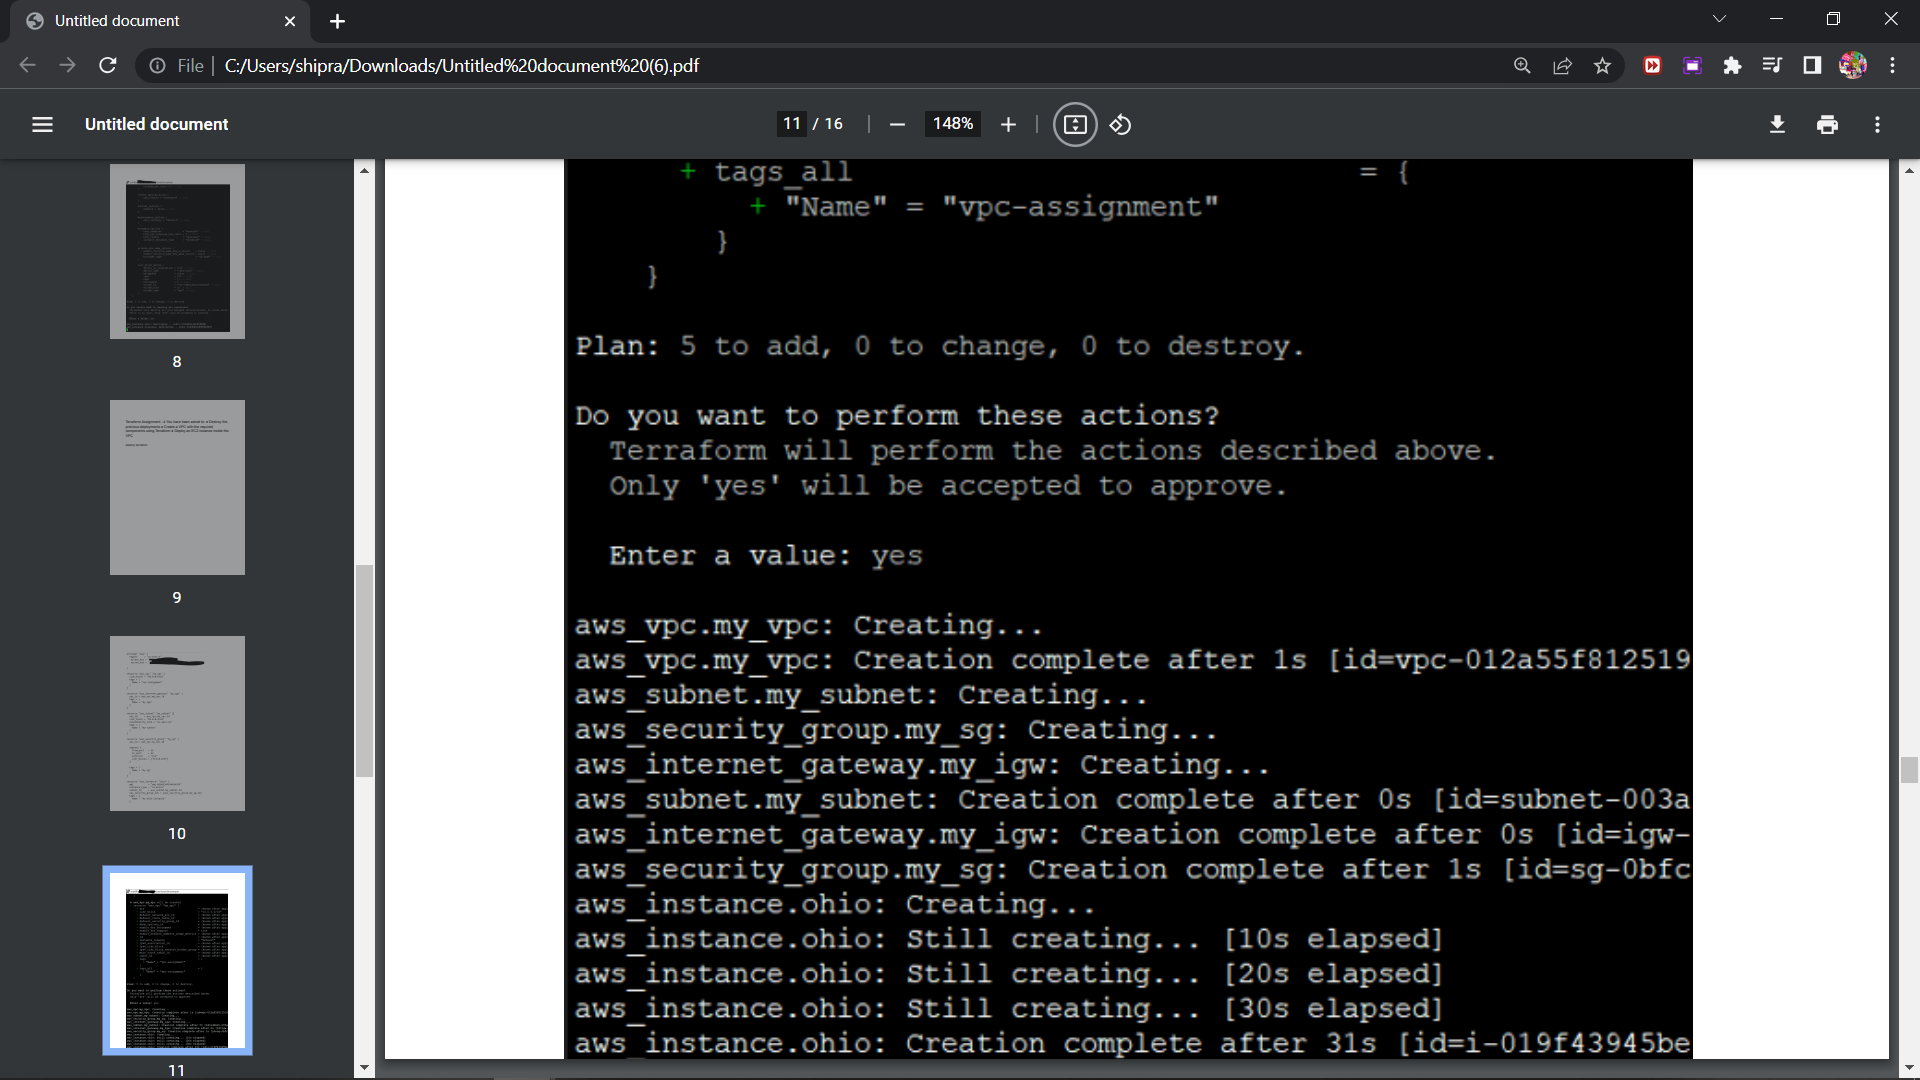 Untitled document
File
C:/Users/shipra/Downloads/Untitled%20document%20(6).pdf
Untitled document
11 / 16
148%
8
9
10
11
+ tags_all = {
+ "Name" = "vpc-assignment"
}
}
Plan: 5 to add, 0 to change, 0 to destroy.
Do you want to perform these actions?
Terraform will perform the actions described above.
Only 'yes' will be accepted to approve.
Enter a value: yes
aws_vpc.my_vpc: Creating...
aws_vpc.my_vpc: Creation complete after 1s [id=vpc-012a55f812519
aws_subnet.my_subnet: Creating...
aws_security_group.my_sg: Creating...
aws_internet_gateway.my_igw: Creating...
aws_subnet.my_subnet: Creation complete after 0s [id=subnet-003a
aws_internet_gateway.my_igw: Creation complete after 0s [id=igw-
aws_security_group.my_sg: Creation complete after 1s [id=sg-0bfc
aws_instance.ohio: Creating...
aws_instance.ohio: Still creating... [10s elapsed]
aws_instance.ohio: Still creating... [20s elapsed]
aws_instance.ohio: Still creating... [30s elapsed]
aws_instance.ohio: Creation complete after 31s [id=i-019f43945be